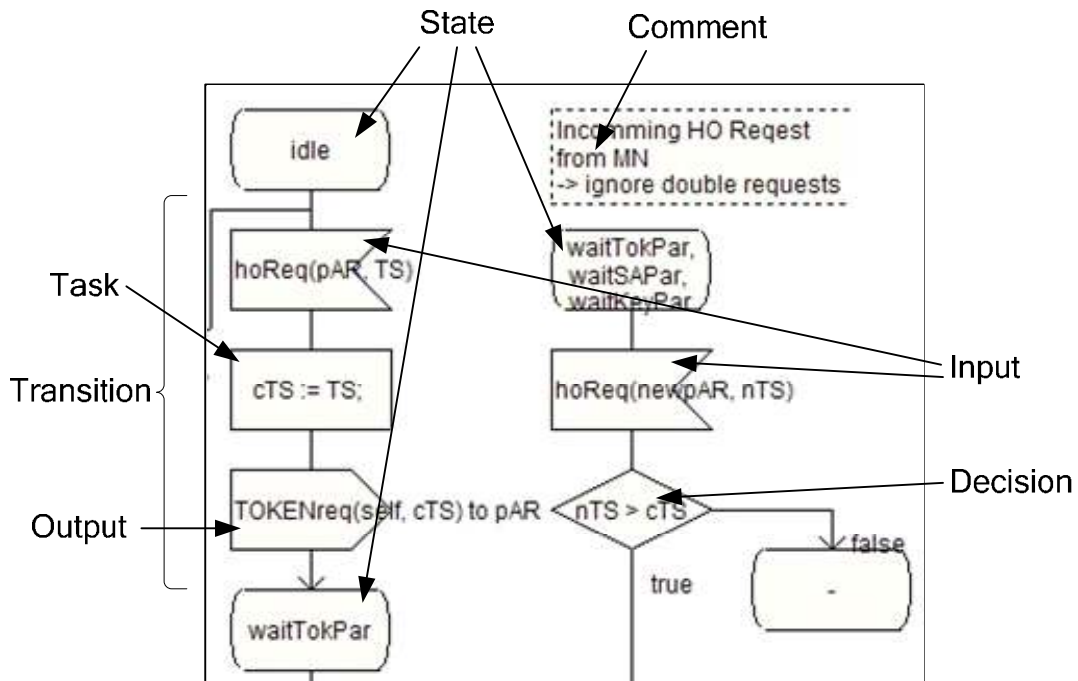 State
Comment
idle
Incomming HO Reqest
from MN
-> ignore double requests
hoReq(pAR, TS)
waitTokPar,
waitSAPar,
waitKeyPar
Task
Input
Transition
cTS := TS;
hoReq(newpAR, nTS)
Decision
Output
TOKENreq(self, cTS) to pAR
nTS > cTS
false
true
-
waitTokPar